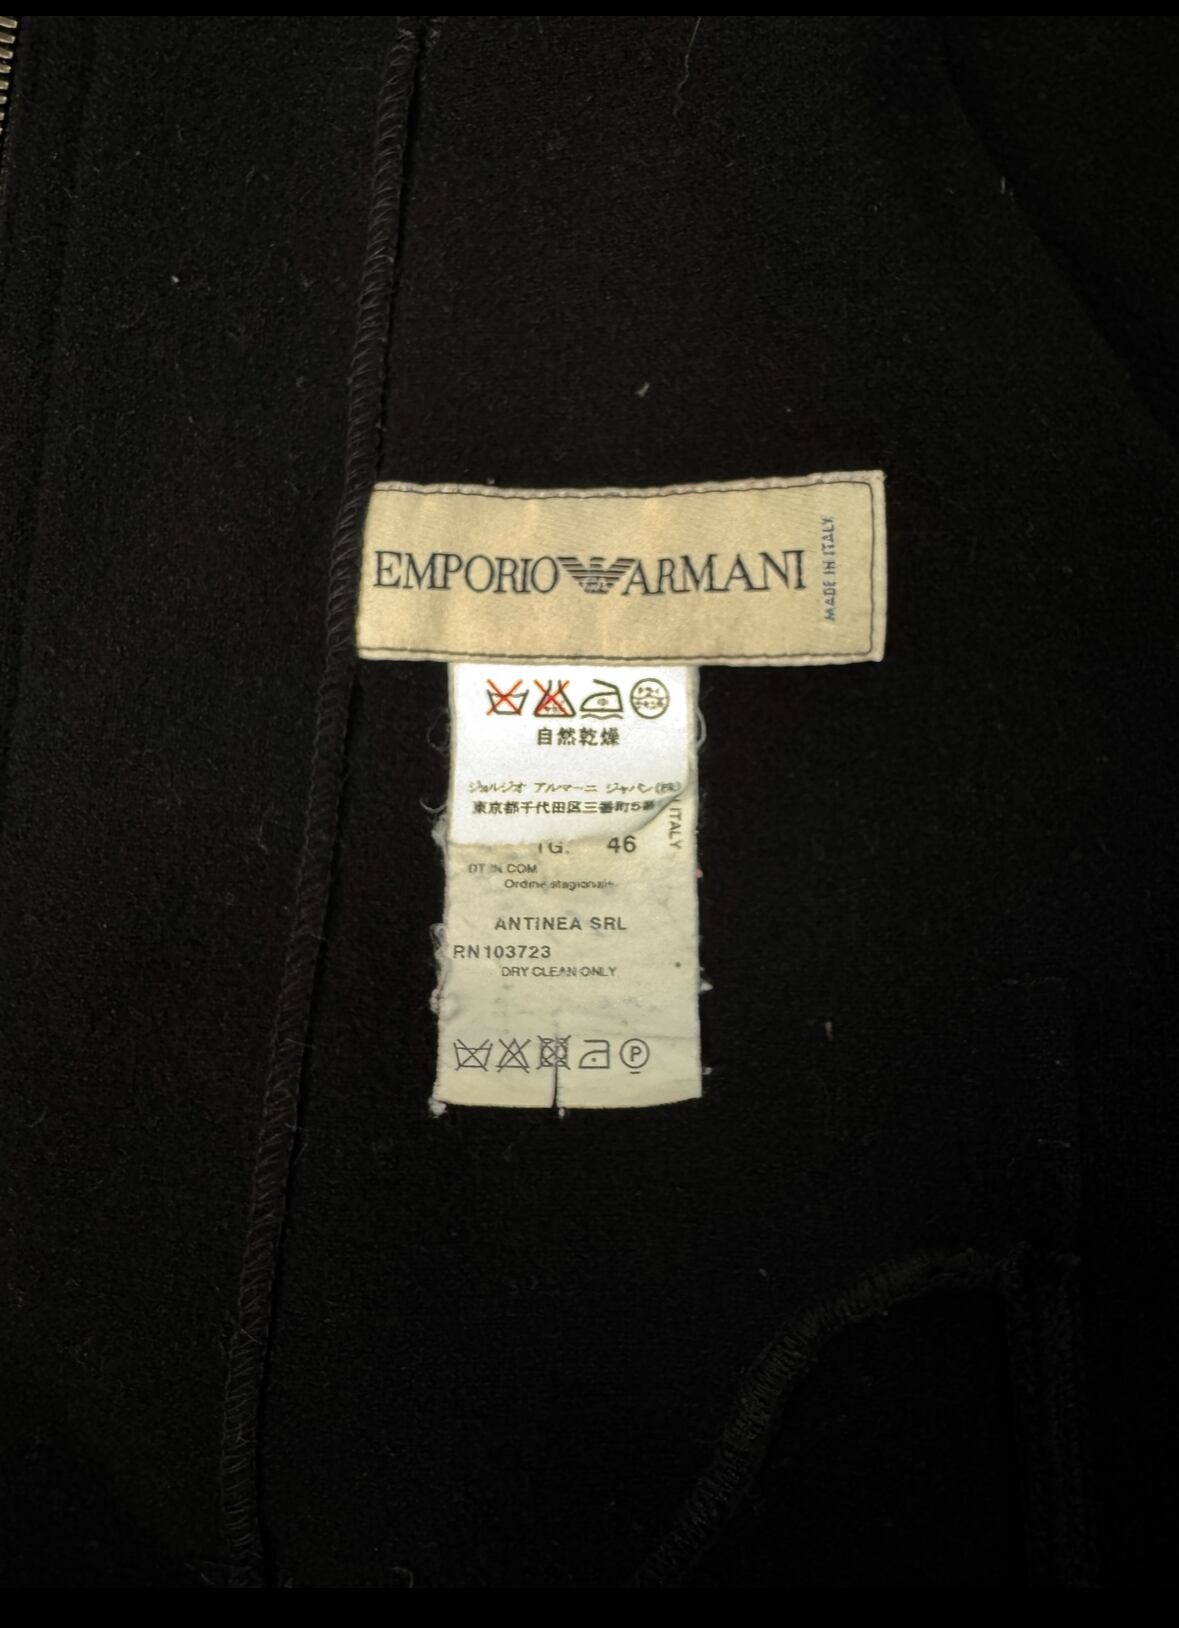 EMPORIO ARMANI
MADE IN ITALY
自然乾燥
ジョルジオ アルマーニ ジャパン(株)
東京都千代田区三番町5番
ITALY
TG. 46
IN COM
Ordine stagionale
ANTINEA SRL
RN103723
DRY CLEAN ONLY
P